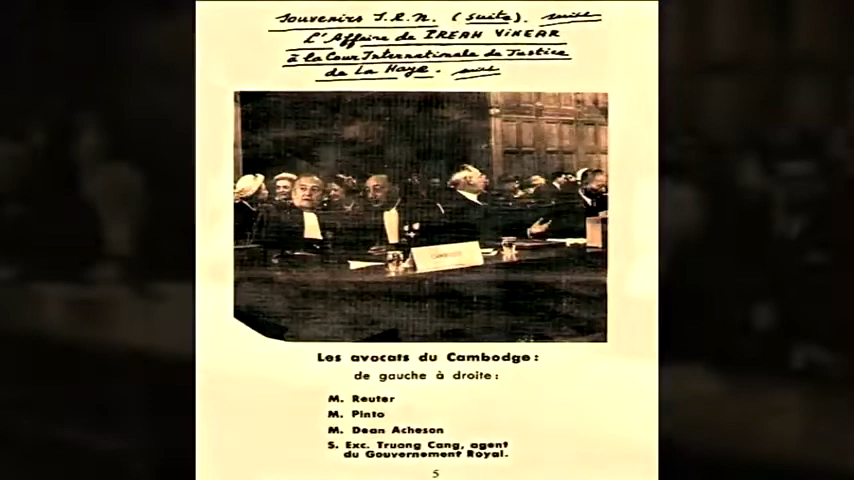 Souvenirs S.R.N. (suite). suite
L'Affaire de PREAH VIHEAR
à la Cour Internationale de Justice
de La Haye. suite
CAMBODGE
Les avocats du Cambodge :
de gauche à droite :
M. Reuter
M. Pinto
M. Dean Acheson
S. Exc. Truong Cang, agent
du Gouvernement Royal.
5